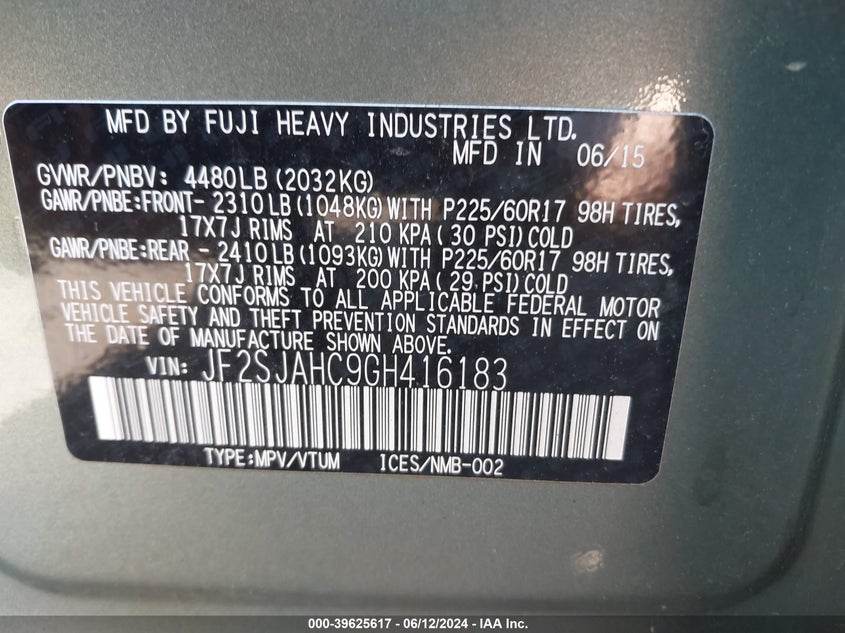 MFD BY FUJI HEAVY INDUSTRIES LTD.
MFD IN 06/15
GVWR/PNBV: 4480LB (2032KG)
GAWR/PNBE:FRONT- 2310LB (1048KG) WITH P225/60R17 98H TIRES,
17X7J RIMS AT 210 KPA ( 30 PSI) COLD
GAWR/PNBE:REAR - 2410LB (1093KG) WITH P225/60R17 98H TIRES,
17X7J RIMS AT 200 KPA ( 29 PSI) COLD
THIS VEHICLE CONFORMS TO ALL APPLICABLE FEDERAL MOTOR
VEHICLE SAFETY AND THEFT PREVENTION STANDARDS IN EFFECT ON
THE DATE OF MANUFACTURE SHOWN ABOVE.
VIN: JF2SJAHC9GH416183
TYPE:MPV/VTUM ICES/NMB-002
000-39625617 - 06/12/2024 - IAA Inc.